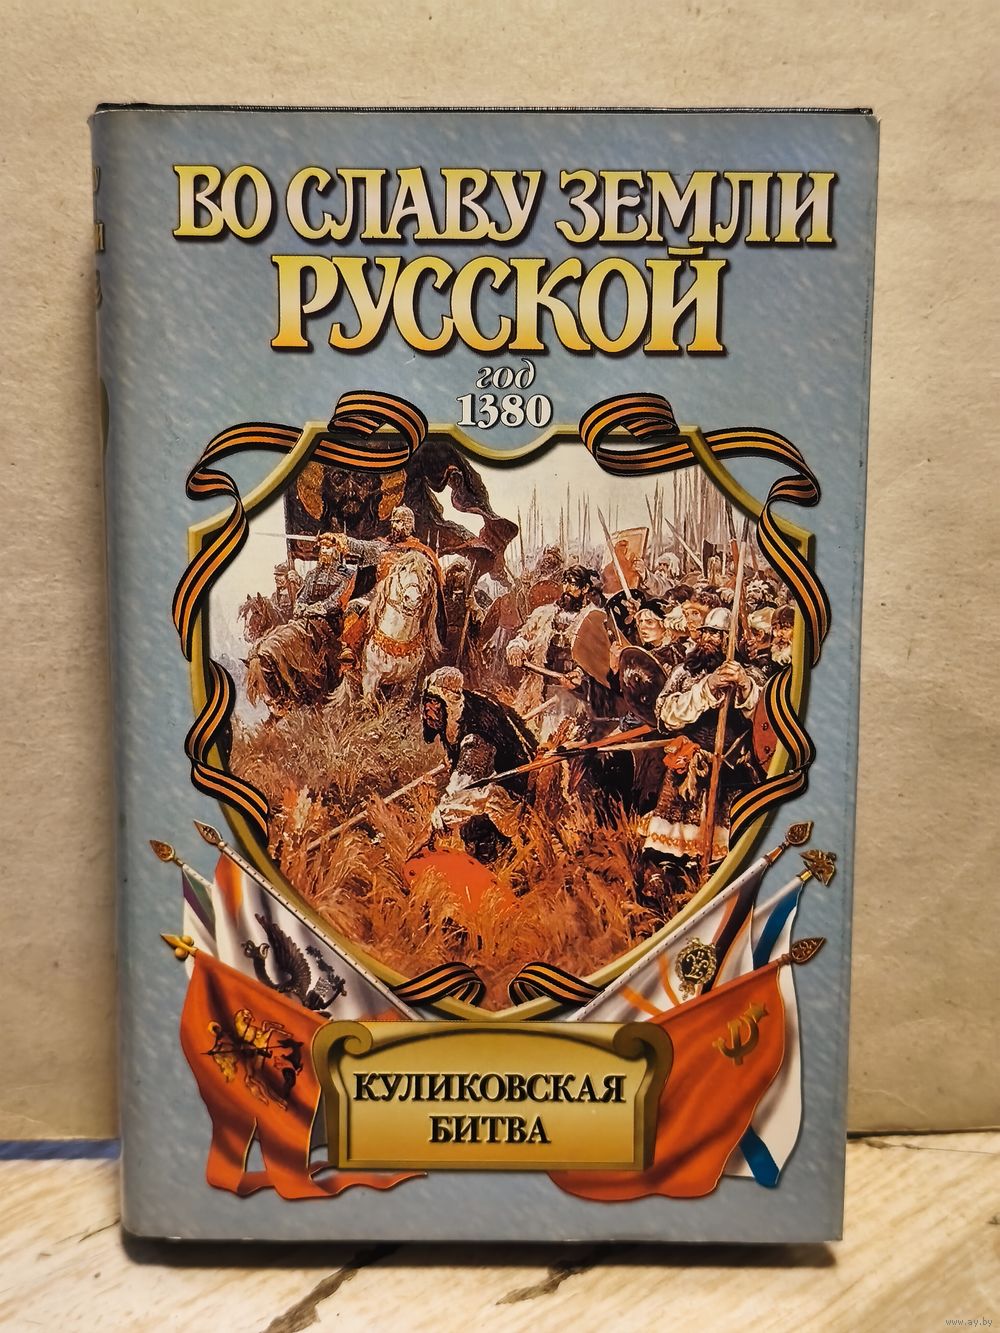 ВО СЛАВУ ЗЕМЛИ
РУССКОЙ
год
1380
КУЛИКОВСКАЯ
БИТВА
www.ay.by